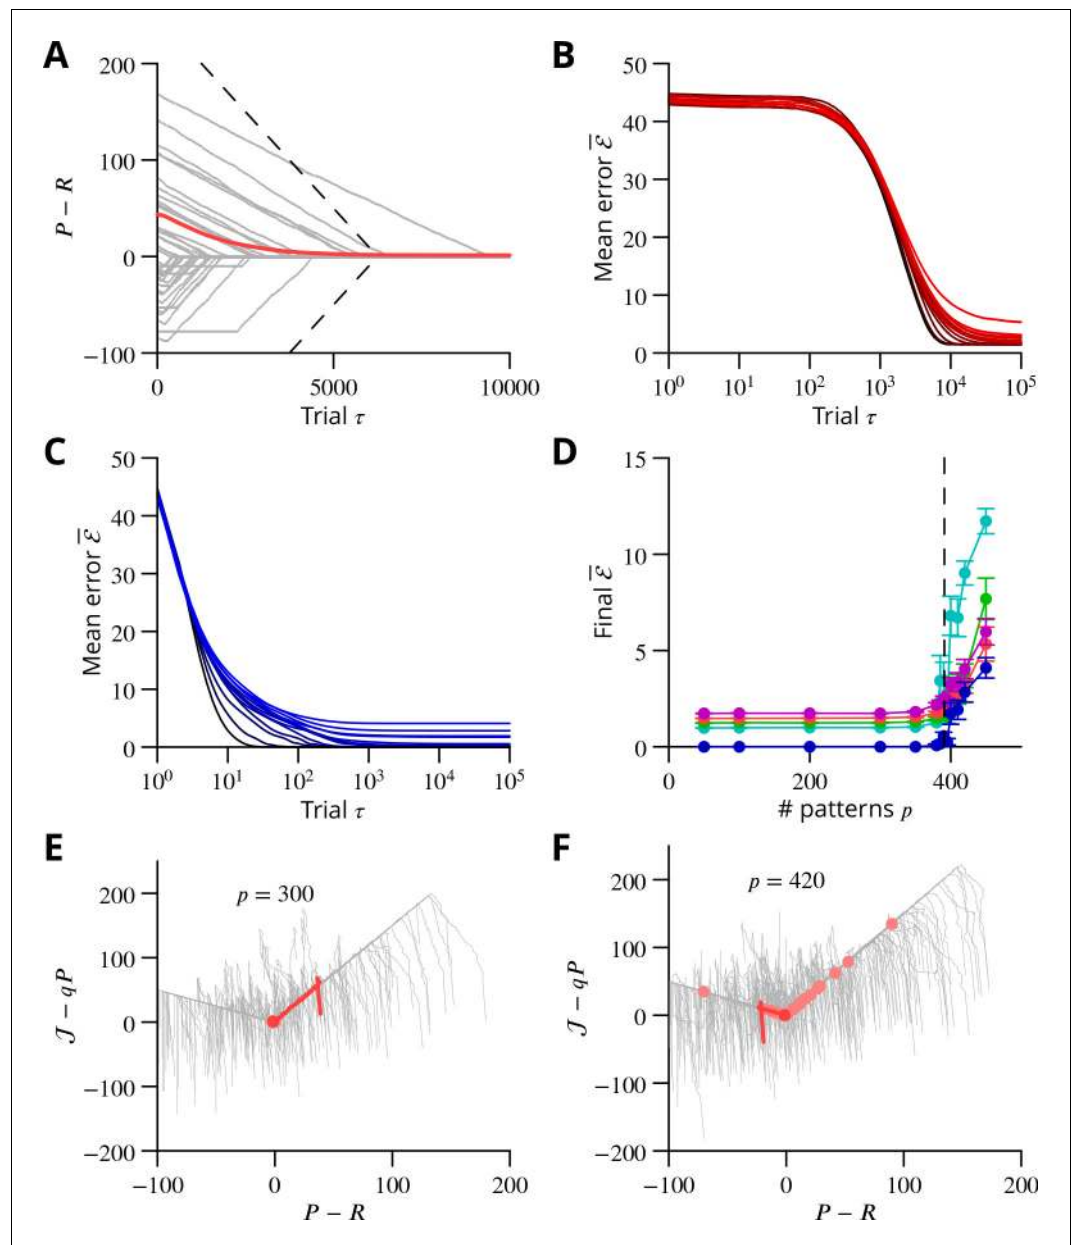 A
200
100
0
−100
P − R
0
5000
10000
Trial τ
B
50
40
30
20
10
0
Mean error ℰ̅
10⁰ 10¹ 10² 10³ 10⁴ 10⁵
Trial τ
C
50
40
30
20
10
0
Mean error ℰ̅
10⁰ 10¹ 10² 10³ 10⁴ 10⁵
Trial τ
D
15
10
5
0
Final ℰ̅
0 200 400
# patterns p
E
p = 300
200
100
0
−100
−200
𝒥 − qP
−100 0 100 200
P − R
F
p = 420
200
100
0
−100
−200
𝒥 − qP
−100 0 100 200
P − R